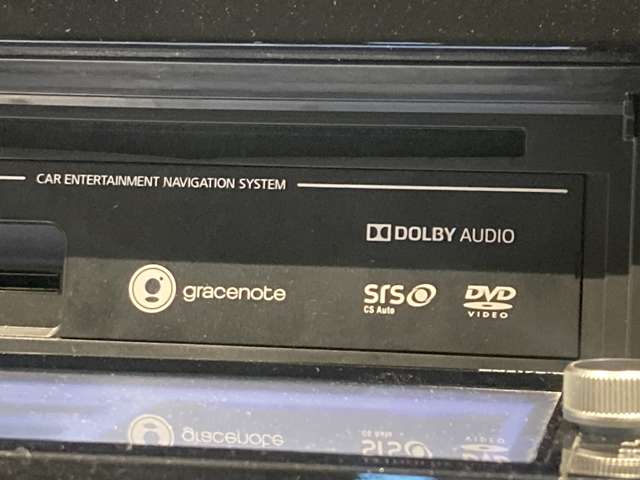 CAR ENTERTAINMENT NAVIGATION SYSTEM
DOLBY AUDIO
gracenote
SRS
CS Auto
DVD
VIDEO